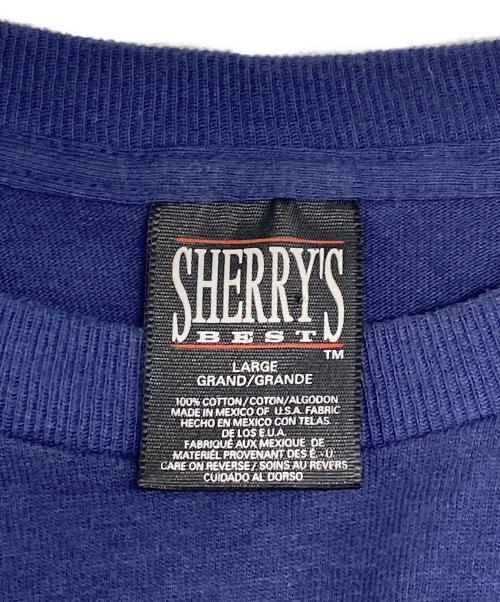 SHERRY'S
BEST
TM
LARGE
GRAND/GRANDE
100% COTTON/COTON/ALGODON
MADE IN MEXICO OF U.S.A. FABRIC
HECHO EN MEXICO CON TELAS
DE LOS E.U.A.
FABRIQUÉ AUX MEXIQUE DE
MATERIEL PROVENANT DES É.-U.
CARE ON REVERSE / SOINS AU REVERS
CUIDADO AL DORSO